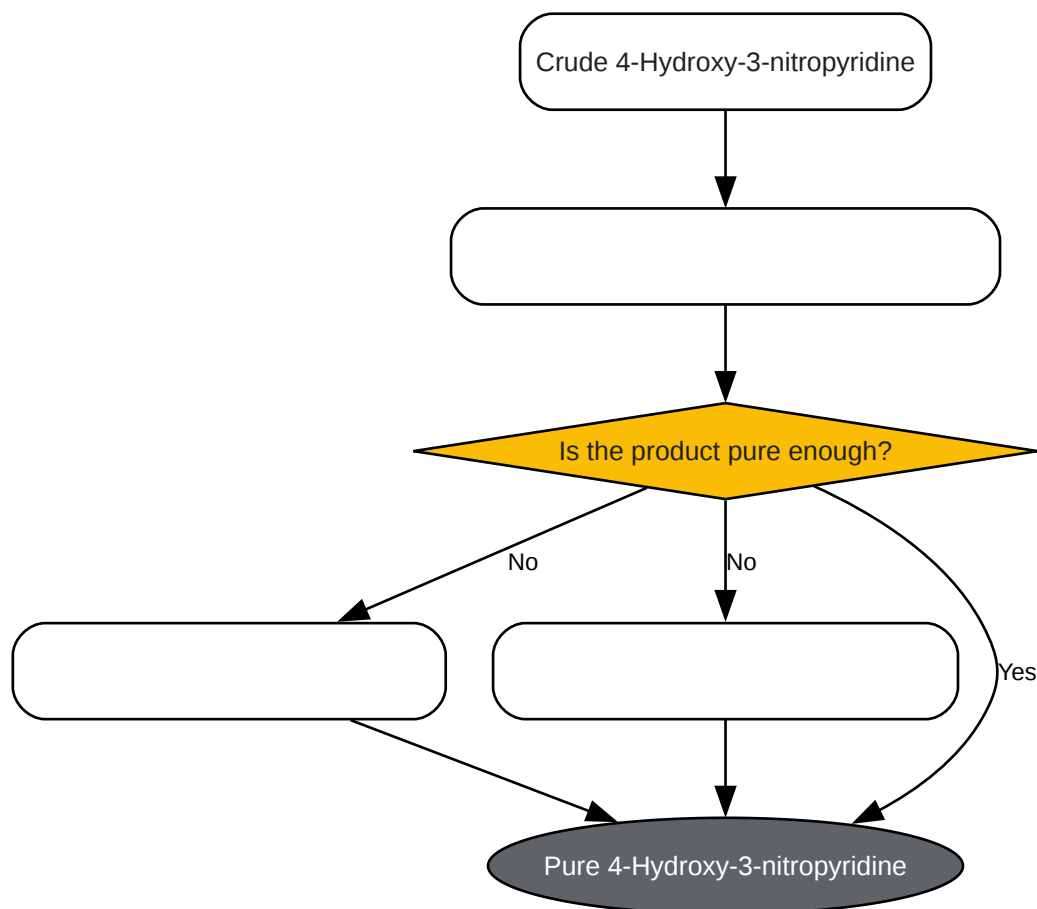 Crude 4-Hydroxy-3-nitropyridine
Is the product pure enough?
No
No
Yes
Pure 4-Hydroxy-3-nitropyridine